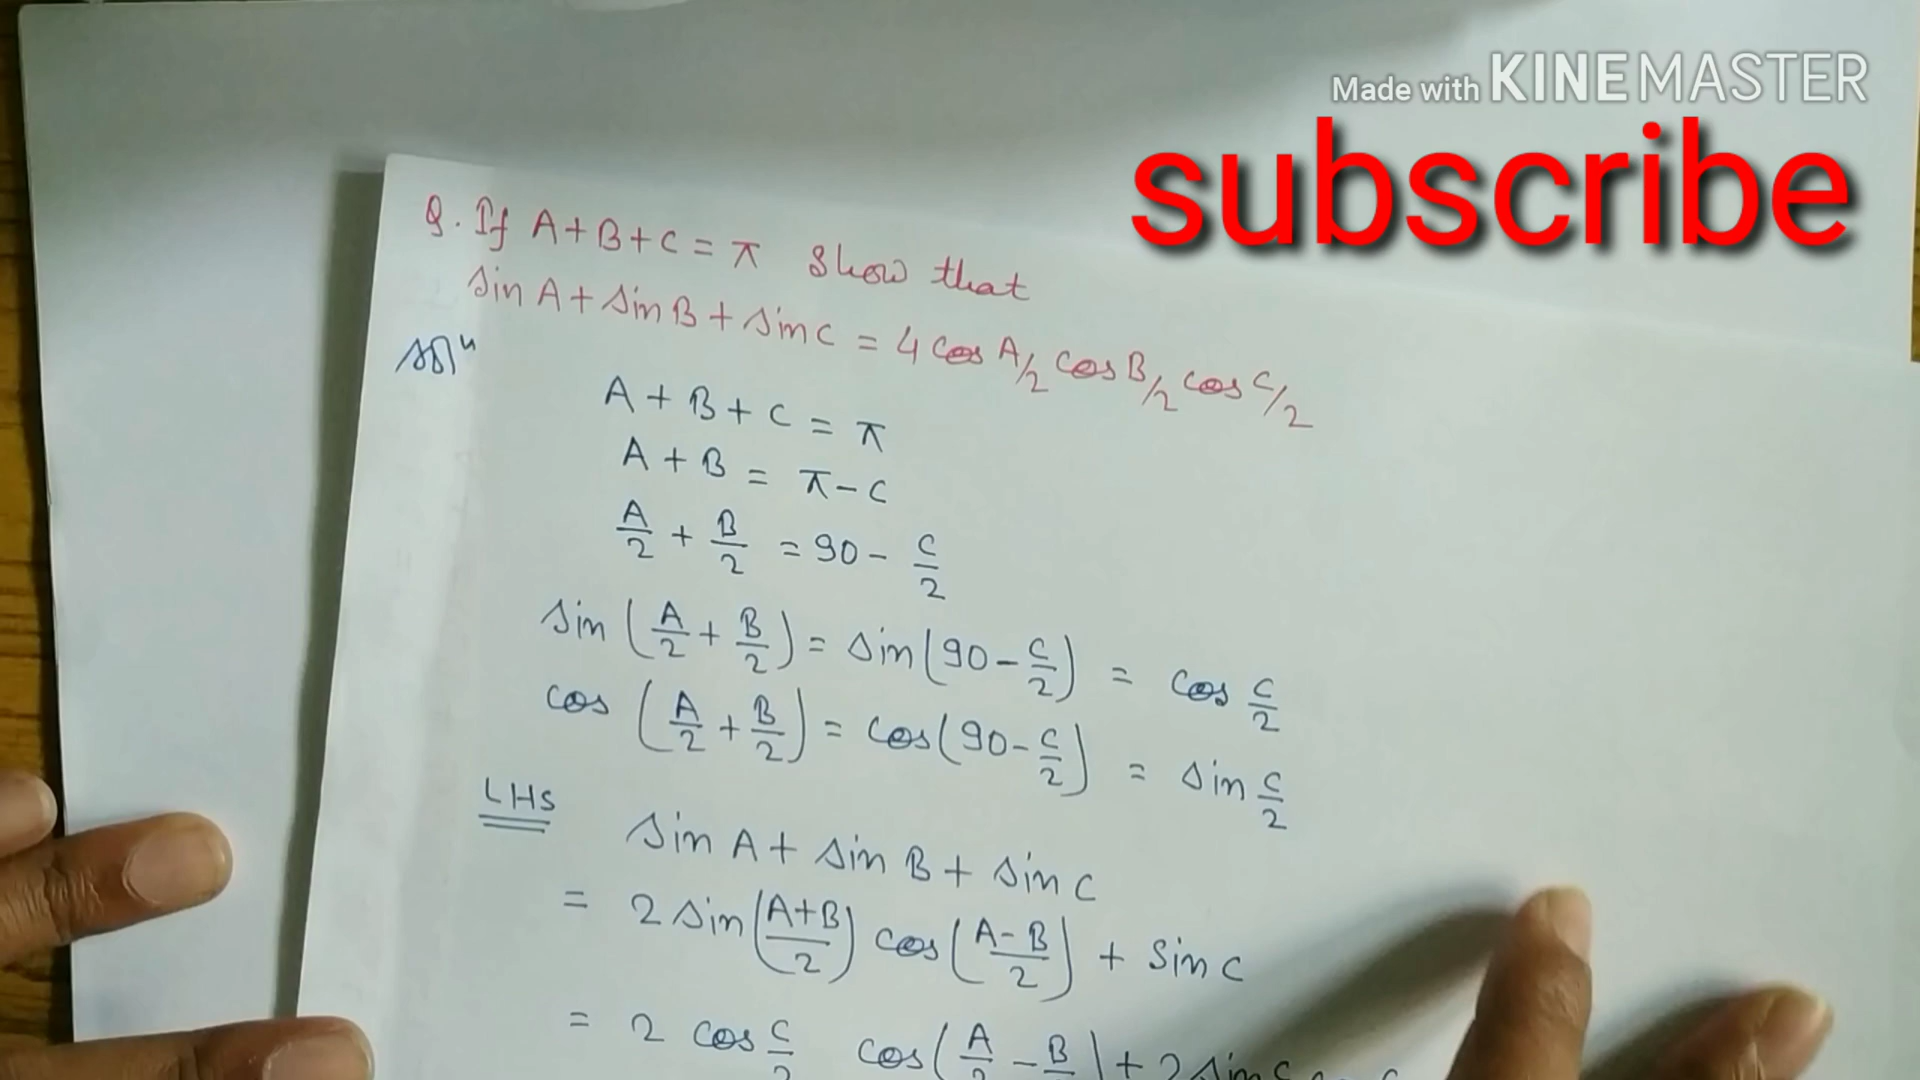 Made with KINEMASTER
subscribe
Q. If A+B+C = π show that
sin A + sin B + sin C = 4 cos A/2 cos B/2 cos C/2
Solⁿ
A + B + C = π
A + B = π - C
A/2 + B/2 = 90 - C/2
sin (A/2 + B/2) = sin (90 - C/2) = cos C/2
cos (A/2 + B/2) = cos (90 - C/2) = sin C/2
LHS
sin A + sin B + sin C
= 2 sin ((A+B)/2) cos ((A-B)/2) + sin C
= 2 cos C/2 cos (A/2 - B/2) + 2 sin